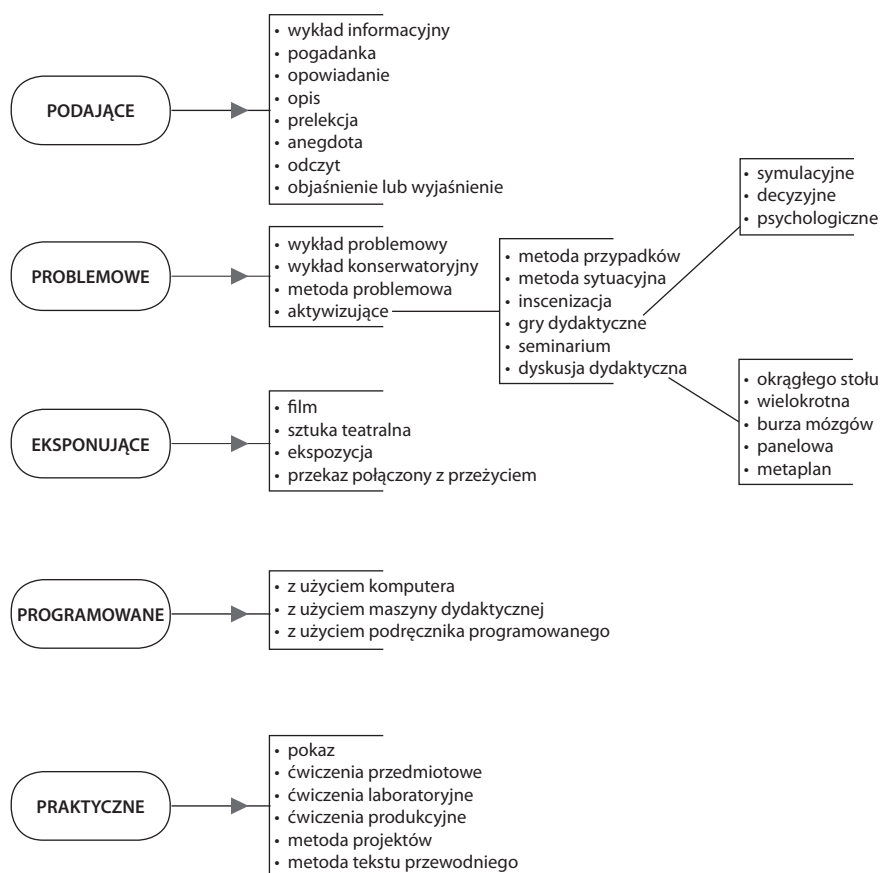 PODAJĄCE
• wykład informacyjny
• pogadanka
• opowiadanie
• opis
• prelekcja
• anegdota
• odczyt
• objaśnienie lub wyjaśnienie
PROBLEMOWE
• wykład problemowy
• wykład konserwatoryjny
• metoda problemowa
• aktywizujące
• metoda przypadków
• metoda sytuacyjna
• inscenizacja
• gry dydaktyczne
• seminarium
• dyskusja dydaktyczna
• symulacyjne
• decyzyjne
• psychologiczne
• okrągłego stołu
• wielokrotna
• burza mózgów
• panelowa
• metaplan
EKSPONUJĄCE
• film
• sztuka teatralna
• ekspozycja
• przekaz połączony z przeżyciem
PROGRAMOWANE
• z użyciem komputera
• z użyciem maszyny dydaktycznej
• z użyciem podręcznika programowanego
PRAKTYCZNE
• pokaz
• ćwiczenia przedmiotowe
• ćwiczenia laboratoryjne
• ćwiczenia produkcyjne
• metoda projektów
• metoda tekstu przewodniego